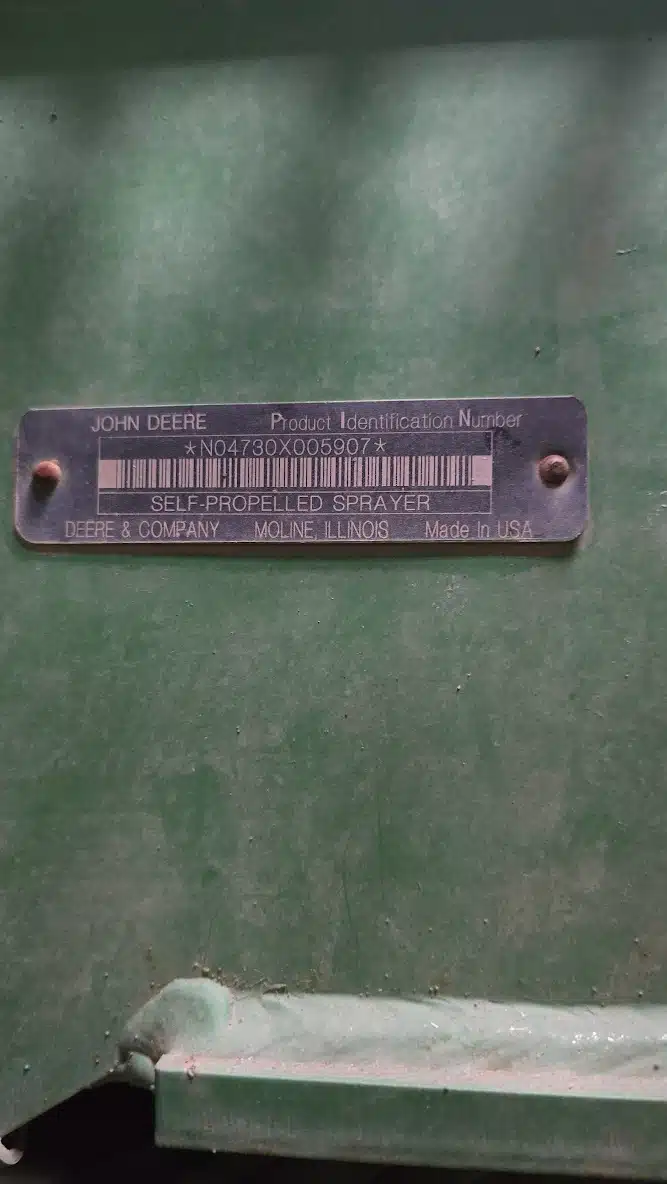 JOHN DEERE Product Identification Number
*N04730X005907*
SELF-PROPELLED SPRAYER
DEERE & COMPANY MOLINE, ILLINOIS Made In USA